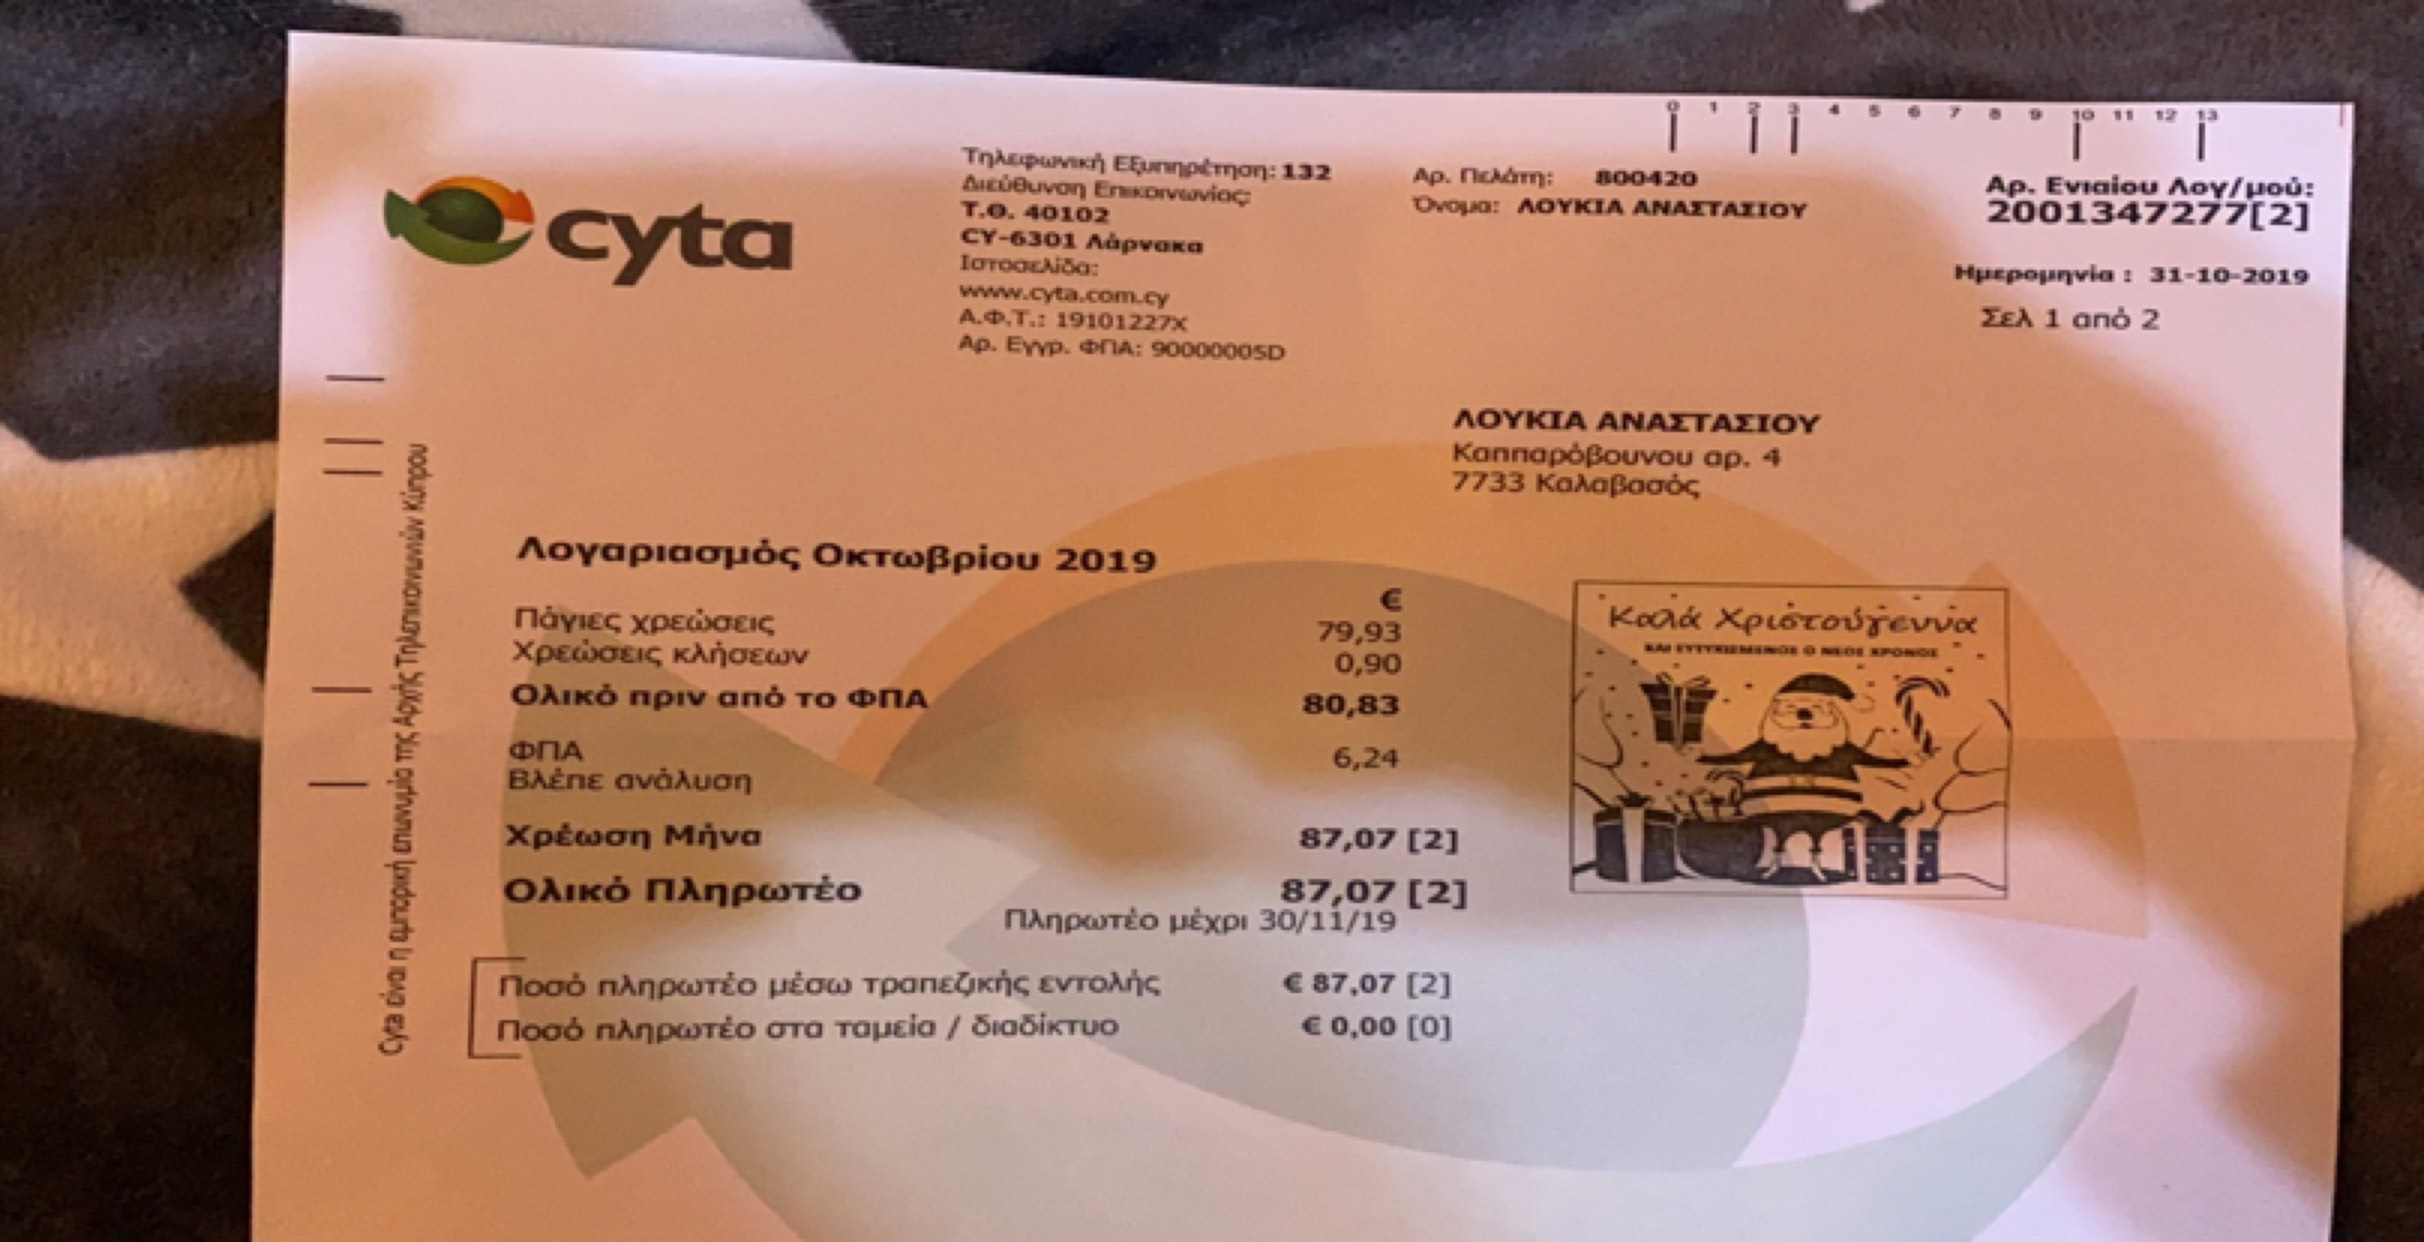 cyta
Τηλεφωνική Εξυπηρέτηση: 132
Διεύθυνση Επικοινωνίας:
Τ.Θ. 40102
CY-6301 Λάρνακα
Ιστοσελίδα:
www.cyta.com.cy
Α.Φ.Τ.: 19101227X
Αρ. Εγγρ. ΦΠΑ: 90000005D
Αρ. Πελάτη: 800420
Όνομα: ΛΟΥΚΙΑ ΑΝΑΣΤΑΣΙΟΥ
0 1 2 3 4 5 6 7 8 9 10 11 12 13
Αρ. Ενιαίου Λογ/μού:
2001347277[2]
Ημερομηνία : 31-10-2019
Σελ 1 από 2
ΛΟΥΚΙΑ ΑΝΑΣΤΑΣΙΟΥ
Καππαρόβουνου αρ. 4
7733 Καλαβασός
Cyta είναι η εμπορική επωνυμία της Αρχής Τηλεπικοινωνιών Κύπρου
Λογαριασμός Οκτωβρίου 2019
€
Πάγιες χρεώσεις 79,93
Χρεώσεις κλήσεων 0,90
Ολικό πριν από το ΦΠΑ 80,83
ΦΠΑ 6,24
Βλέπε ανάλυση
Χρέωση Μήνα 87,07 [2]
Ολικό Πληρωτέο 87,07 [2]
Πληρωτέο μέχρι 30/11/19
Ποσό πληρωτέο μέσω τραπεζικής εντολής € 87,07 [2]
Ποσό πληρωτέο στα ταμεία / διαδίκτυο € 0,00 [0]
Καλά Χριστούγεννα
ΚΑΙ ΕΥΤΥΧΙΣΜΕΝΟΣ Ο ΝΕΟΣ ΧΡΟΝΟΣ